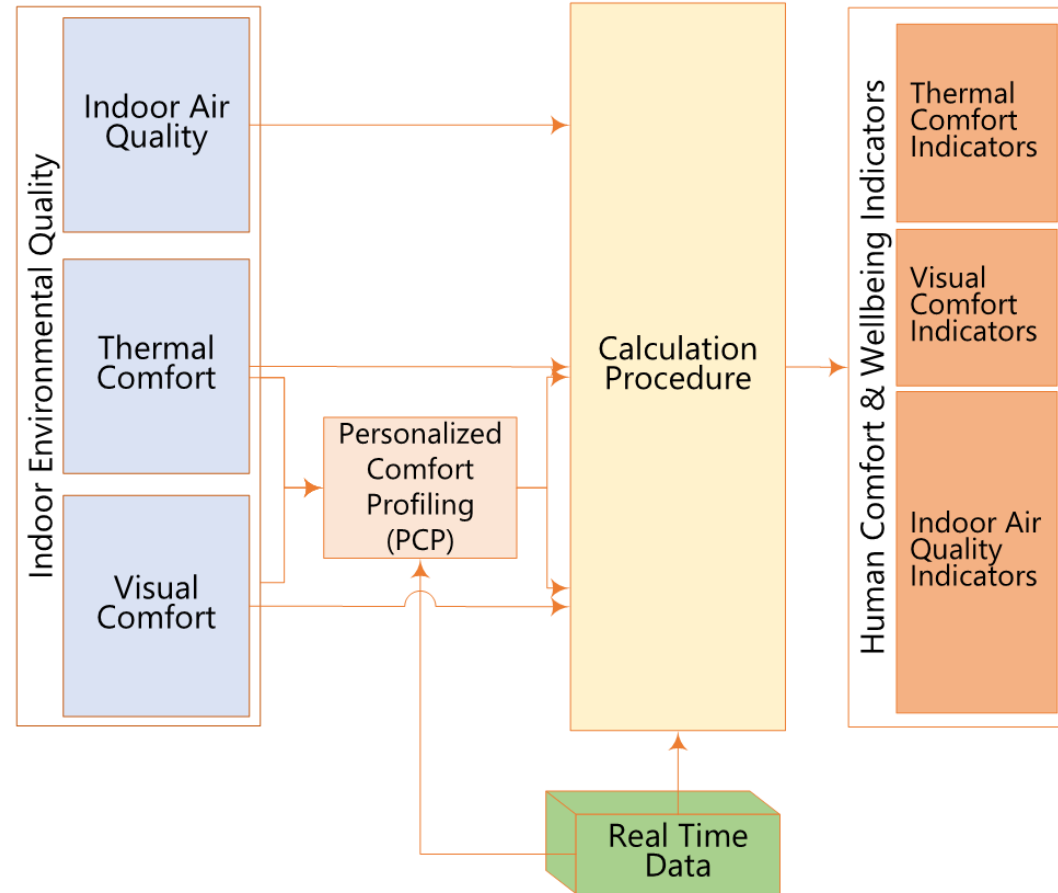 Indoor Environmental Quality
Indoor Air
Quality
Thermal
Comfort
Visual
Comfort
Personalized
Comfort
Profiling
(PCP)
Calculation
Procedure
Real Time
Data
Human Comfort & Wellbeing Indicators
Thermal
Comfort
Indicators
Visual
Comfort
Indicators
Indoor Air
Quality
Indicators